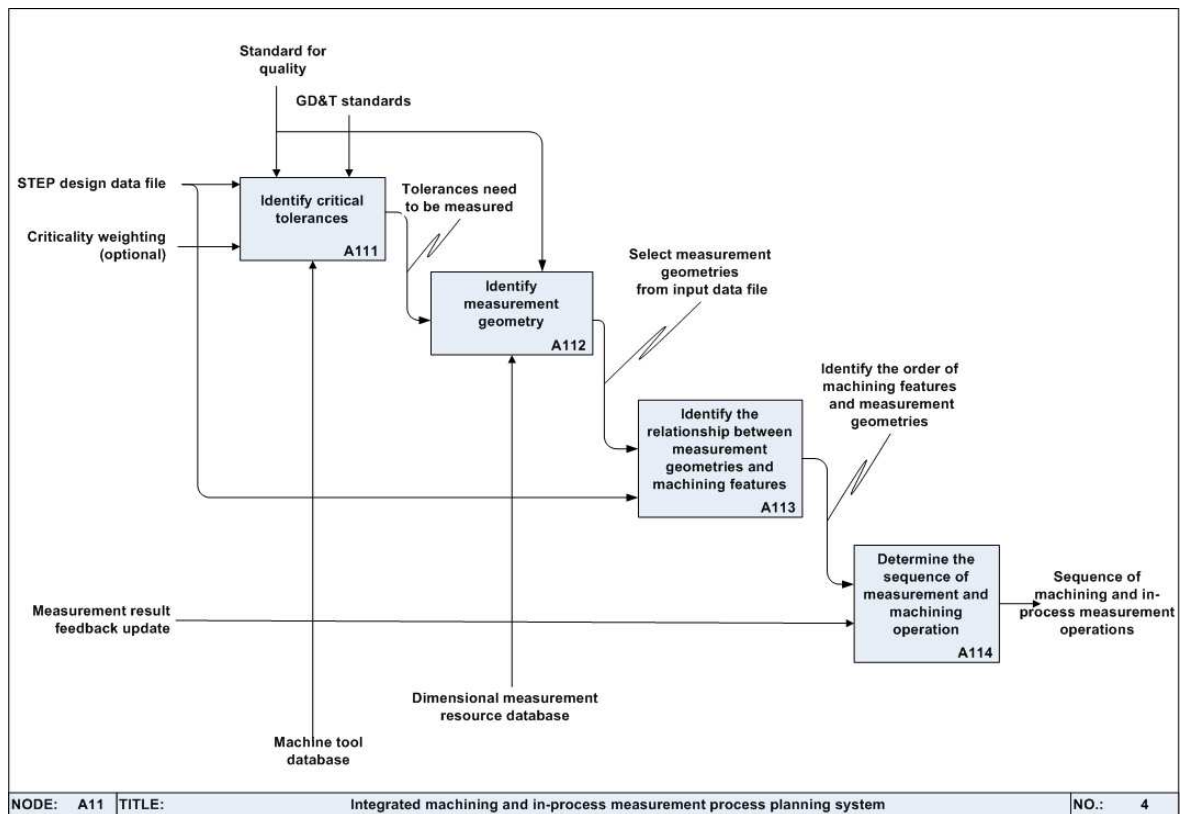 Standard for
quality
GD&T standards
STEP design data file
Criticality weighting
(optional)
Identify critical
tolerances
A111
Tolerances need
to be measured
Identify
measurement
geometry
A112
Select measurement
geometries
from input data file
Identify the
relationship between
measurement
geometries and
machining features
A113
Identify the order of
machining features
and measurement
geometries
Determine the
sequence of
measurement and
machining
operation
A114
Sequence of
machining and in-
process measurement
operations
Measurement result
feedback update
Dimensional measurement
resource database
Machine tool
database
NODE: A11 TITLE: Integrated machining and in-process measurement process planning system NO.: 4